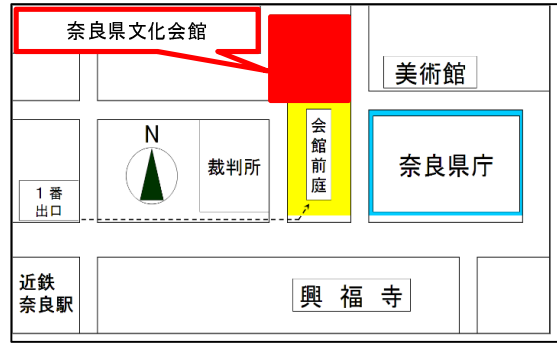 奈良県文化会館
美術館
N
会館前庭
裁判所
奈良県庁
1番
出口
近鉄
奈良駅
興福寺